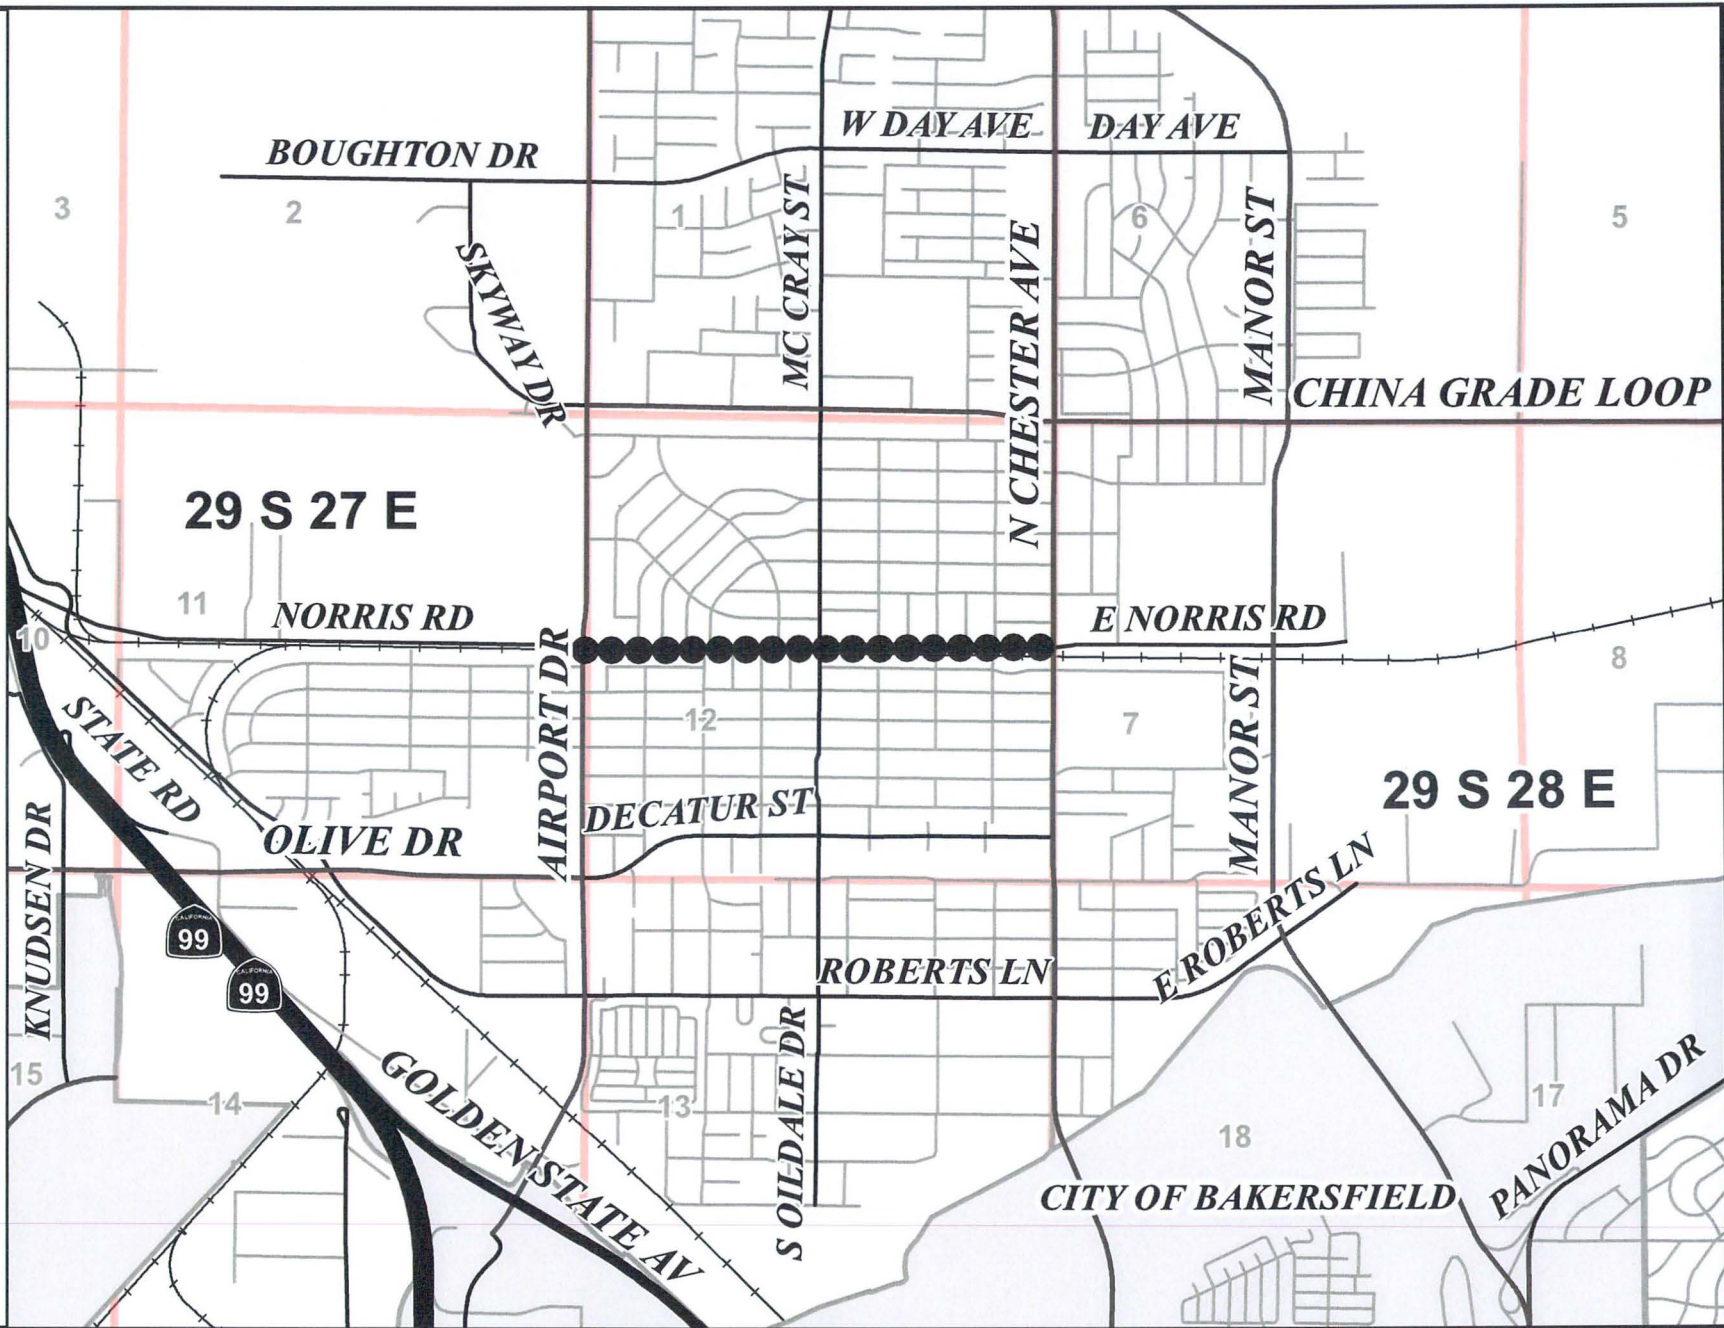 W DAY AVE
DAY AVE
BOUGHTON DR
3
2
1
6
5
MC CRAY ST
MANOR ST
N CHESTER AVE
SKYWAY DR
CHINA GRADE LOOP
29 S 27 E
11
NORRIS RD
E NORRIS RD
10
8
12
7
AIRPORT DR
MANOR ST
STATE RD
29 S 28 E
DECATUR ST
OLIVE DR
KNUDSEN DR
E ROBERTS LN
CALIFORNIA
99
ROBERTS LN
CALIFORNIA
99
S OILDALE DR
15
14
GOLDEN STATE AV
13
18
17
PANORAMA DR
CITY OF BAKERSFIELD